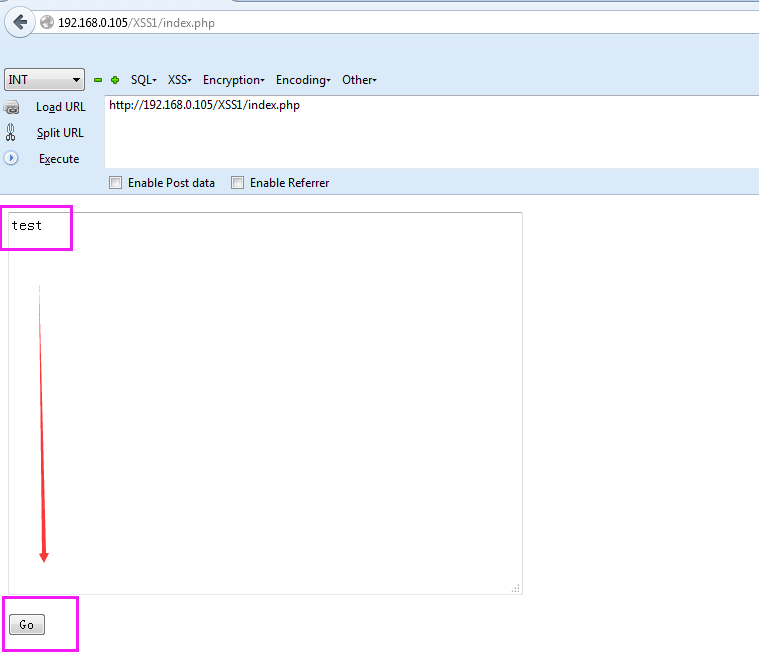 192.168.0.105/XSS1/index.php
INT SQL XSS Encryption Encoding Other
Load URL http://192.168.0.105/XSS1/index.php
Split URL
Execute
Enable Post data Enable Referrer
test
Go